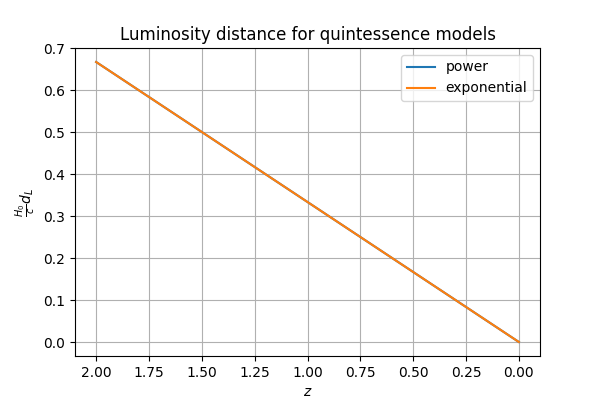 Luminosity distance for quintessence models
power
exponential
0.7
0.6
0.5
0.4
0.3
0.2
0.1
0.0
H₀/c d_L
2.00 1.75 1.50 1.25 1.00 0.75 0.50 0.25 0.00
z